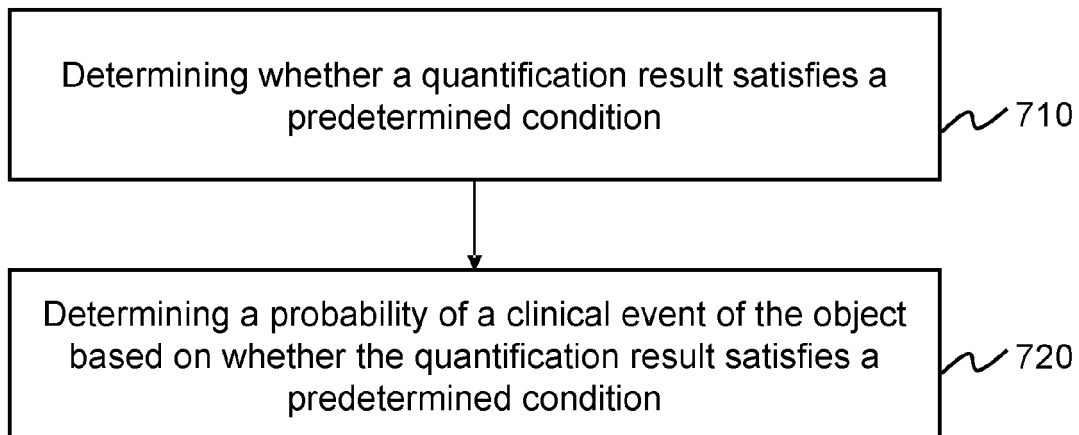 Determining whether a quantification result satisfies a
predetermined condition
710
Determining a probability of a clinical event of the object
based on whether the quantification result satisfies a
predetermined condition
720